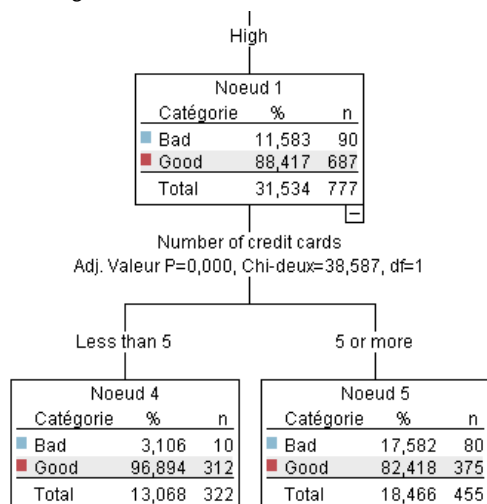 High
Noeud 1
Catégorie % n
Bad 11,583 90
Good 88,417 687
Total 31,534 777
Number of credit cards
Adj. Valeur P=0,000, Chi-deux=38,587, df=1
Less than 5
5 or more
Noeud 4
Catégorie % n
Bad 3,106 10
Good 96,894 312
Total 13,068 322
Noeud 5
Catégorie % n
Bad 17,582 80
Good 82,418 375
Total 18,466 455